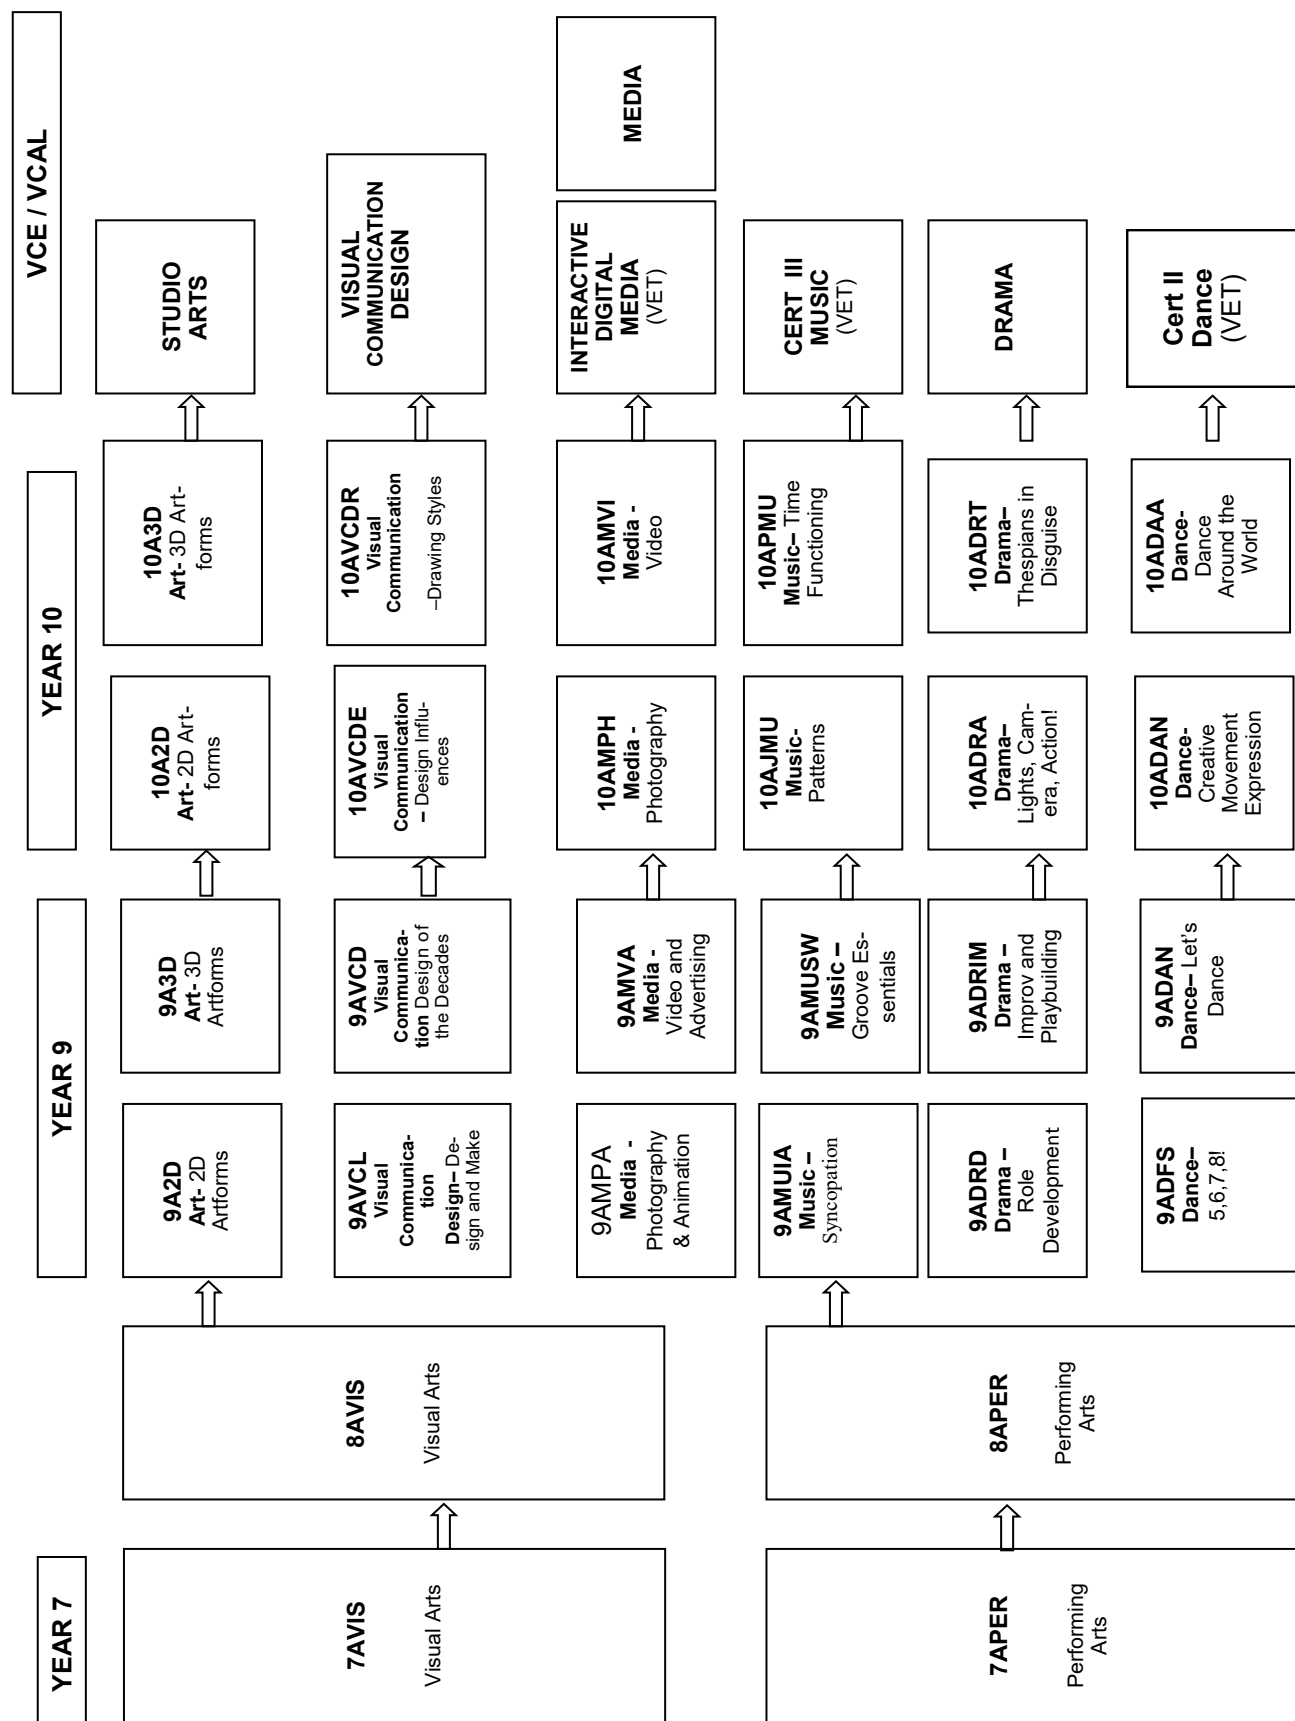 YEAR 7
YEAR 9
YEAR 10
VCE / VCAL
7AVIS
Visual Arts
8AVIS
Visual Arts
9A2D
Art- 2D
Artforms
9A3D
Art- 3D
Artforms
10A2D
Art- 2D Art-
forms
10A3D
Art- 3D Art-
forms
STUDIO
ARTS
9AVCL
Visual
Communica-
tion
Design– De-
sign and Make
9AVCD
Visual
Communica-
tion Design of
the Decades
10AVCDE
Visual
Communication
– Design Influ-
ences
10AVCDR
Visual
Communication
–Drawing Styles
VISUAL
COMMUNICATION
DESIGN
9AMPA
Media -
Photography
& Animation
9AMVA
Media -
Video and
Advertising
10AMPH
Media -
Photography
10AMVI
Media -
Video
INTERACTIVE
DIGITAL
MEDIA
(VET)
MEDIA
7APER
Performing
Arts
8APER
Performing
Arts
9AMUIA
Music –
Syncopation
9AMUSW
Music –
Groove Es-
sentials
10AJMU
Music-
Patterns
10APMU
Music– Time
Functioning
CERT III
MUSIC
(VET)
9ADRD
Drama –
Role
Development
9ADRIM
Drama –
Improv and
Playbuilding
10ADRA
Drama–
Lights, Cam-
era, Action!
10ADRT
Drama–
Thespians in
Disguise
DRAMA
9ADFS
Dance–
5,6,7,8!
9ADAN
Dance– Let's
Dance
10ADAN
Dance-
Creative
Movement
Expression
10ADAA
Dance-
Dance
Around the
World
Cert II
Dance
(VET)